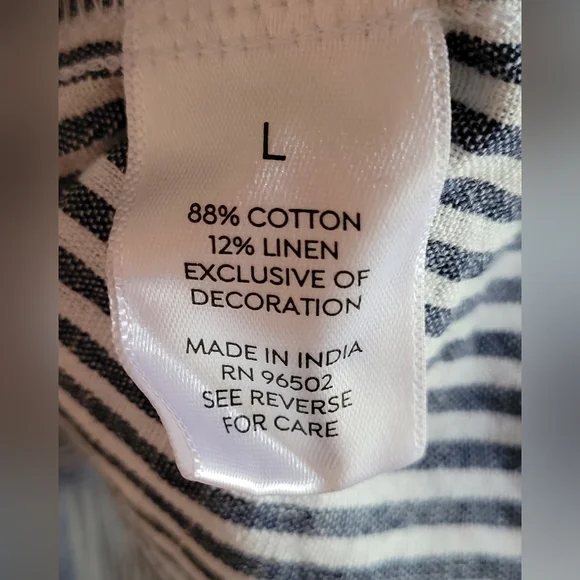 L
88% COTTON
12% LINEN
EXCLUSIVE OF
DECORATION
MADE IN INDIA
RN 96502
SEE REVERSE
FOR CARE